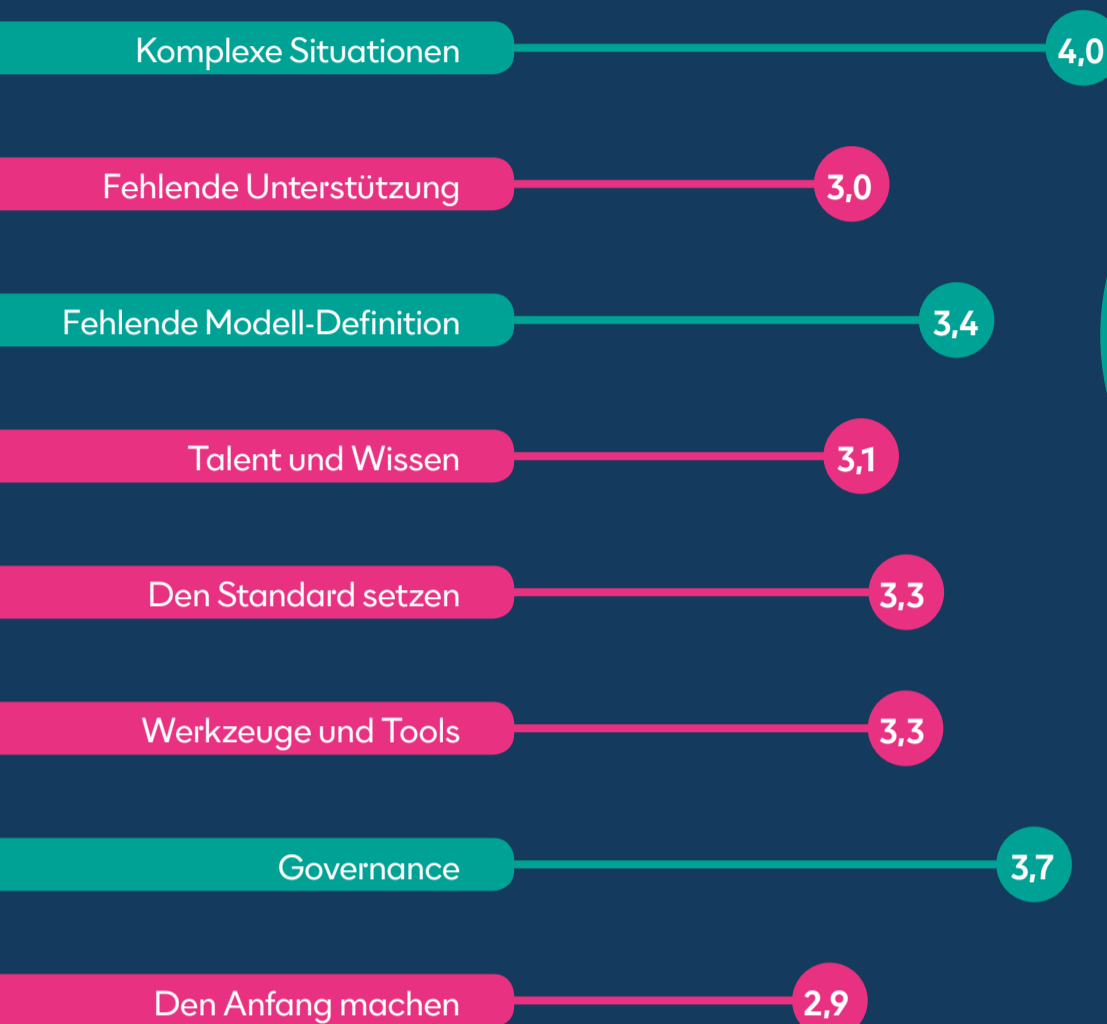 Komplexe Situationen 4,0
Fehlende Unterstützung 3,0
Fehlende Modell-Definition 3,4
Talent und Wissen 3,1
Den Standard setzen 3,3
Werkzeuge und Tools 3,3
Governance 3,7
Den Anfang machen 2,9